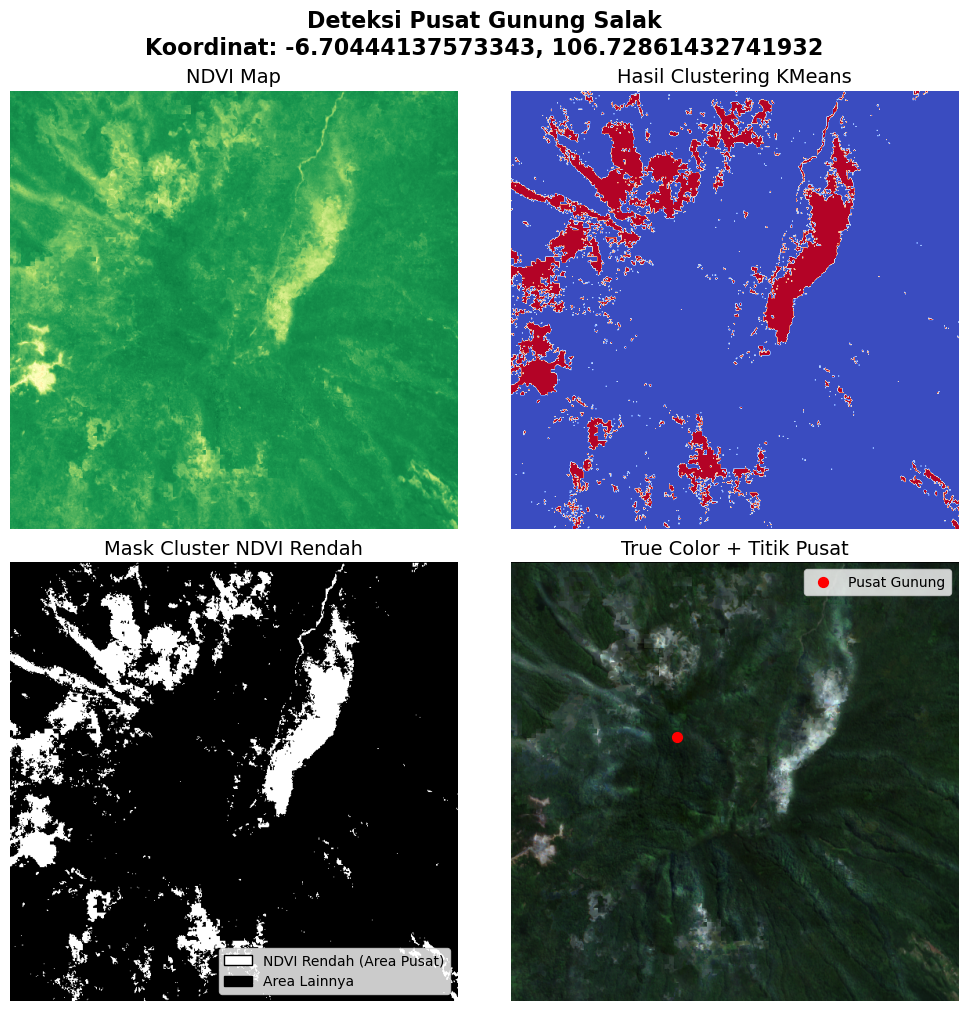 Deteksi Pusat Gunung Salak
Koordinat: -6.70444137573343, 106.72861432741932
NDVI Map
Hasil Clustering KMeans
Mask Cluster NDVI Rendah
NDVI Rendah (Area Pusat)
Area Lainnya
True Color + Titik Pusat
Pusat Gunung